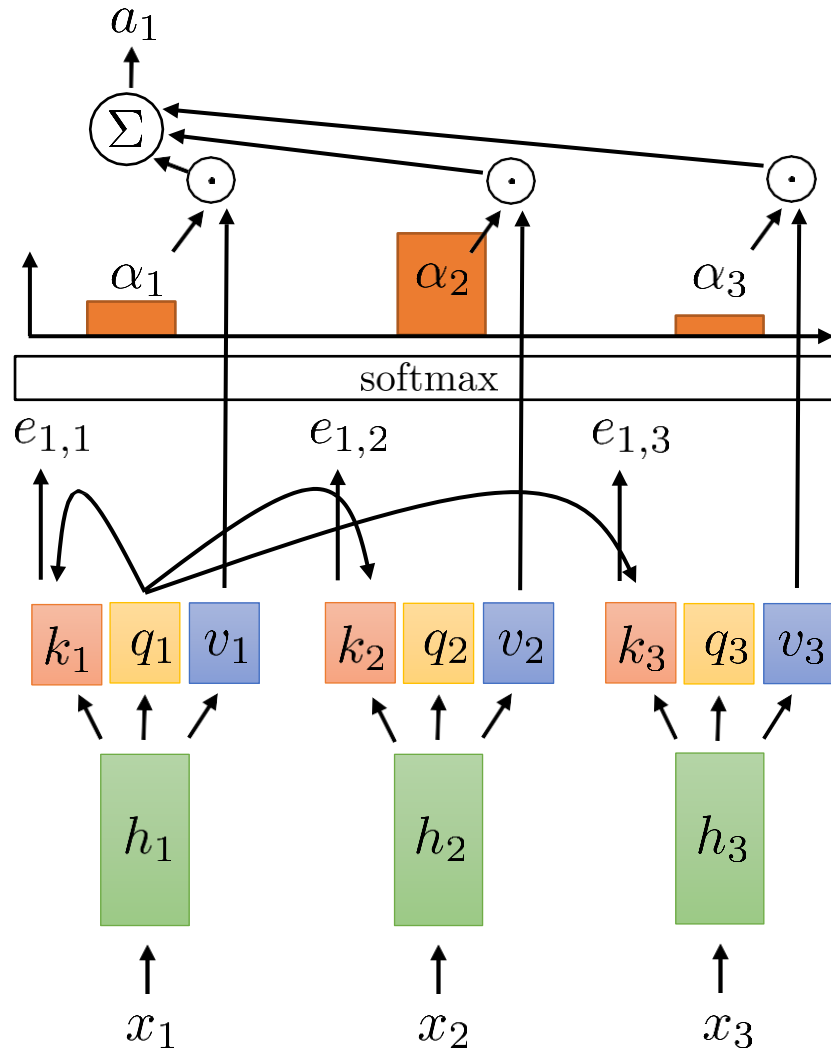 a₁
Σ
· · ·
α₁ α₂ α₃
softmax
e₁,₁ e₁,₂ e₁,₃
k₁ q₁ v₁ k₂ q₂ v₂ k₃ q₃ v₃
h₁ h₂ h₃
x₁ x₂ x₃